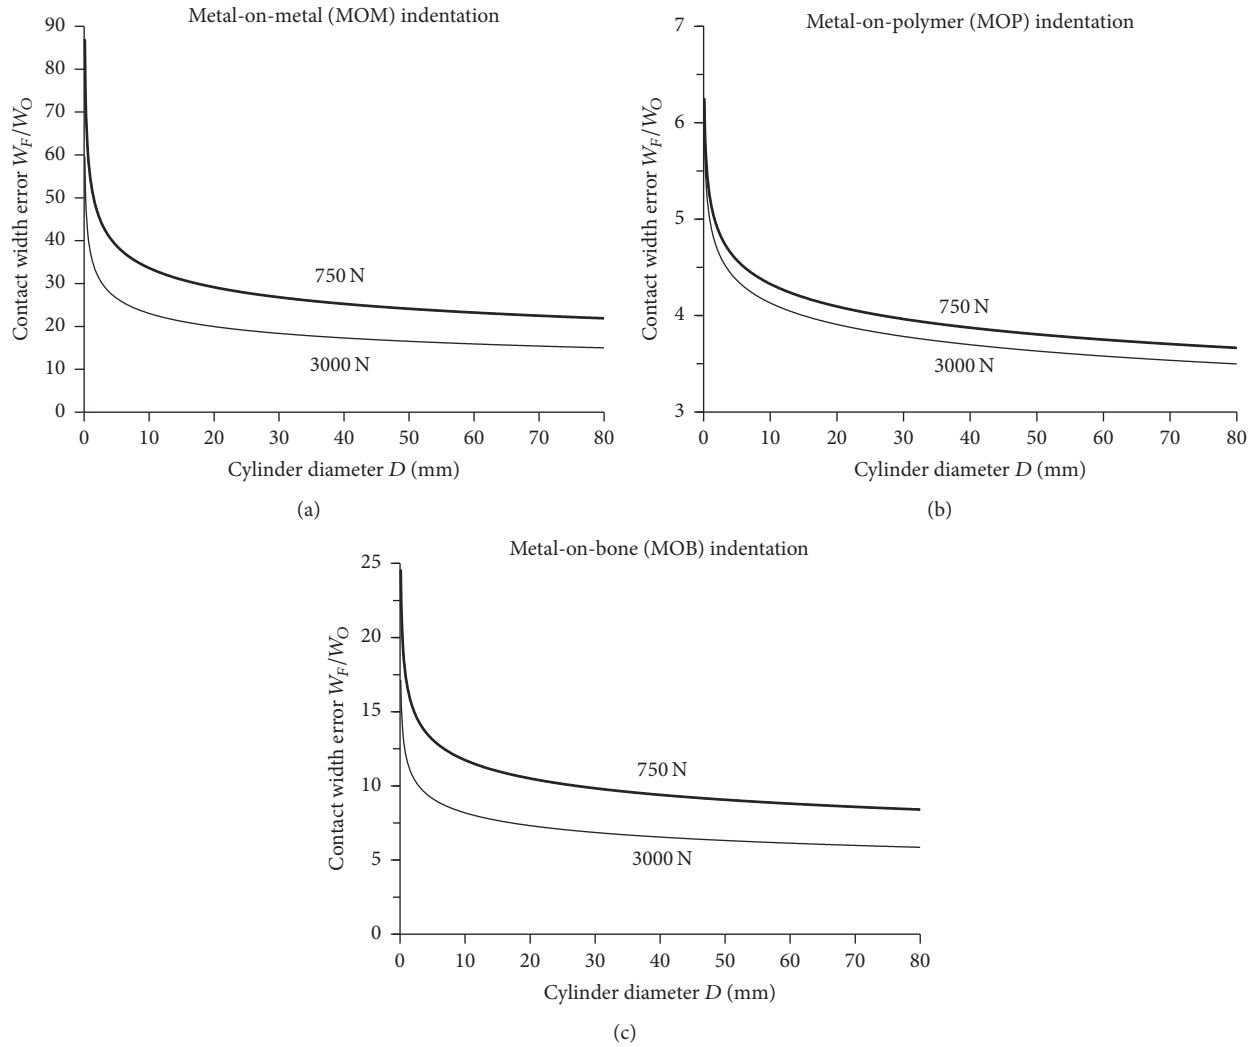 Metal-on-metal (MOM) indentation
90
80
70
60
50
40
30
20
10
0
Contact width error W_F/W_O
750 N
3000 N
0 10 20 30 40 50 60 70 80
Cylinder diameter D (mm)
(a)
Metal-on-polymer (MOP) indentation
7
6
5
4
3
Contact width error W_F/W_O
750 N
3000 N
0 10 20 30 40 50 60 70 80
Cylinder diameter D (mm)
(b)
Metal-on-bone (MOB) indentation
25
20
15
10
5
0
Contact width error W_F/W_O
750 N
3000 N
0 10 20 30 40 50 60 70 80
Cylinder diameter D (mm)
(c)